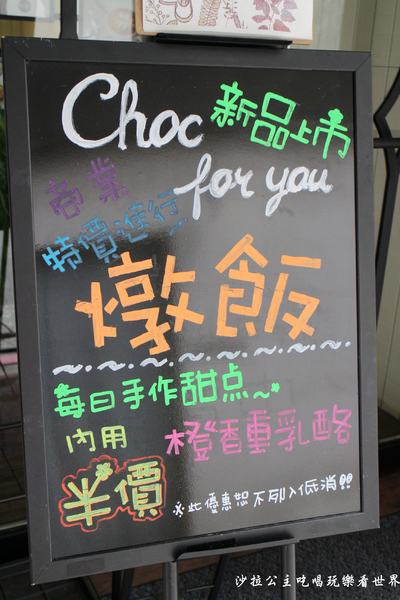 Choc 新品上市
for you
商業
特價進行
燉飯
每日手作甜点
內用 橙香重乳酪
半價
※此優惠恕不列入低消!!
沙拉公主吃喝玩樂看世界